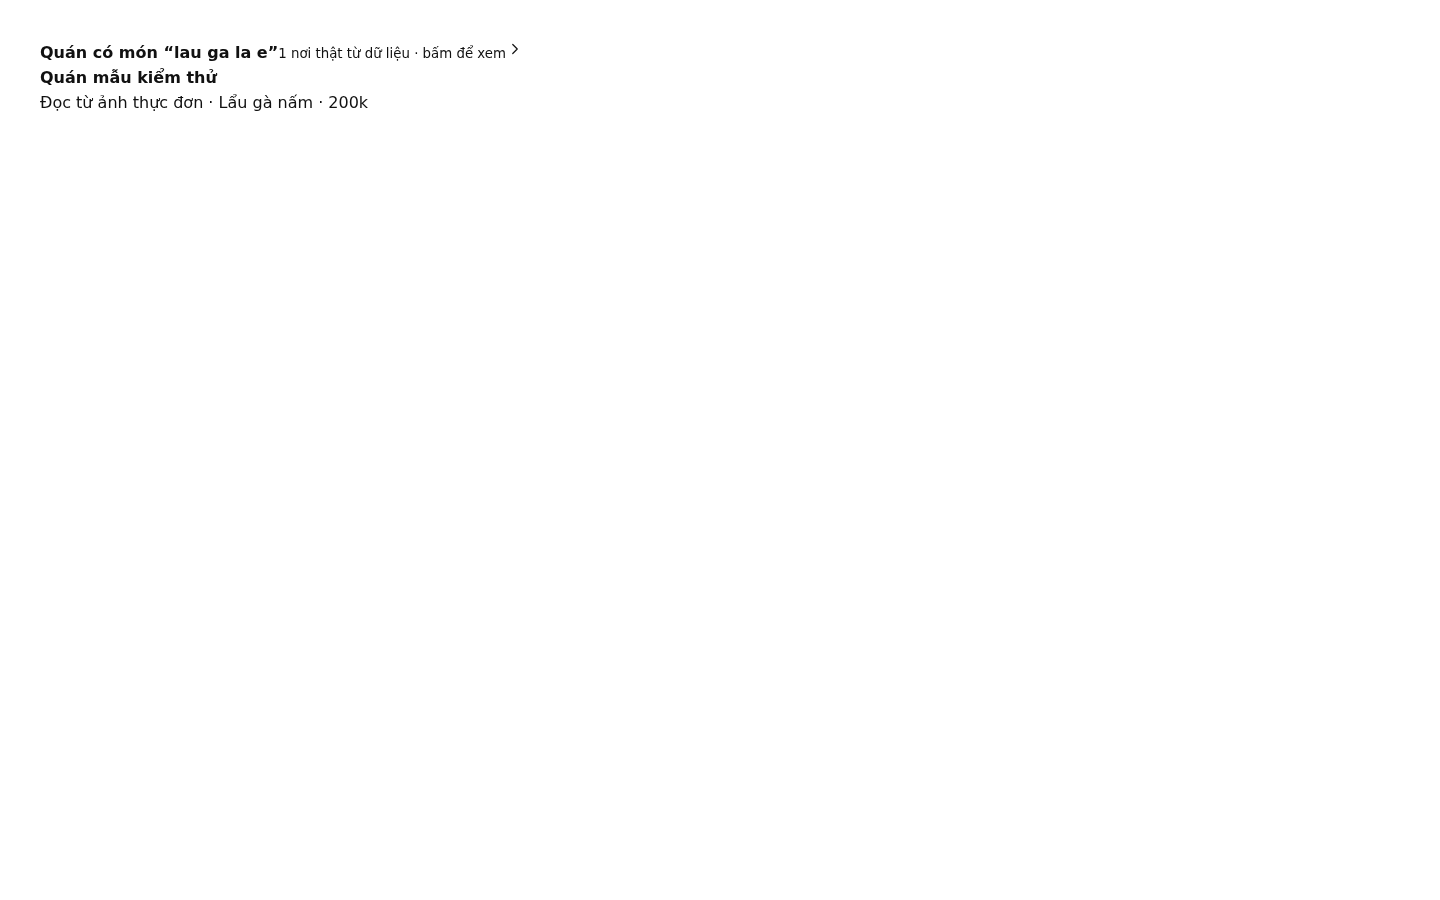 Quán có món “lau ga la e”1 nơi thật từ dữ liệu · bấm để xem ›
Quán mẫu kiểm thử
Đọc từ ảnh thực đơn · Lẩu gà nấm · 200k